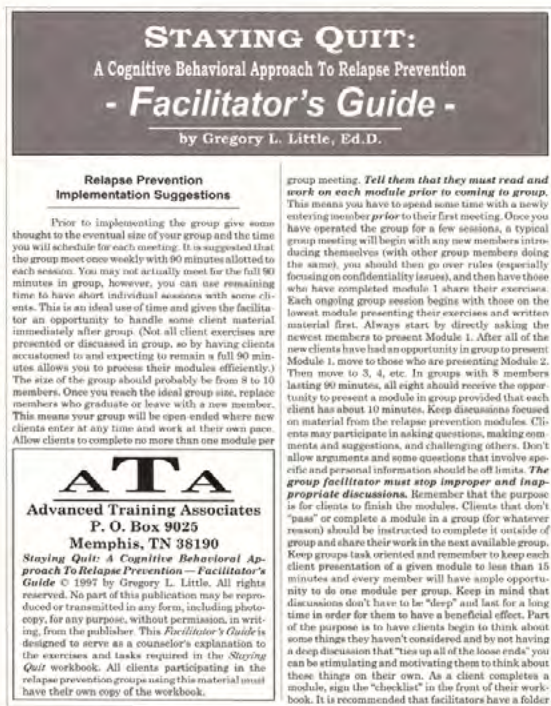 STAYING QUIT:
A Cognitive Behavioral Approach To Relapse Prevention
- Facilitator's Guide -
by Gregory L. Little, Ed.D.
Relapse Prevention
Implementation Suggestions
Prior to implementing the group give some
thought to the eventual size of your group and the time
you will schedule for each meeting. It is suggested that
the group meet once weekly with 90 minutes allotted to
each session. You may not actually meet for the full 90
minutes in group, however, you can use remaining
time to have short individual sessions with some cli-
ents. This is an ideal use of time and gives the facilita-
tor an opportunity to handle some client material
immediately after group. (Not all client exercises are
presented or discussed in group, so by having clients
accustomed to and expecting to remain a full 90 min-
utes allows you to process their modules efficiently.)
The size of the group should probably be from 8 to 10
members. Once you reach the ideal group size, replace
members who graduate or leave with a new member.
This means your group will be open ended where new
clients enter at any time and work at their own pace.
Allow clients to complete no more than one module per
ATA
Advanced Training Associates
P. O. Box 9025
Memphis, TN 38190
Staying Quit: A Cognitive Behavioral Ap-
proach To Relapse Prevention — Facilitator's
Guide © 1997 by Gregory L. Little. All rights
reserved. No part of this publication may be repro-
duced or transmitted in any form, including photo-
copy, for any purpose, without permission, in writ-
ing, from the publisher. This Facilitator's Guide is
designed to serve as a counselor's explanation to
the exercises and tasks required in the Staying
Quit workbook. All clients participating in the
relapse prevention groups using this material must
have their own copy of the workbook.
group meeting. Tell them that they must read and
work on each module prior to coming to group.
This means you have to spend some time with a newly
entering member prior to their first meeting. Once you
have operated the group for a few sessions, a typical
group meeting will begin with any new members intro-
ducing themselves (with other group members doing
the same), you should then go over rules (especially
focusing on confidentiality issues), and then have those
who have completed module 1 share their exercises.
Each ongoing group session begins with those on the
lowest module presenting their exercises and written
material first. Always start by directly asking the
newest members to present Module 1. After all of the
new clients have had an opportunity in group to present
Module 1, move to those who are presenting Module 2.
Then move to 3, 4, etc. In groups with 8 members
lasting 90 minutes, all eight should receive the oppor-
tunity to present a module in group provided that each
client has about 10 minutes. Keep discussions focused
on material from the relapse prevention modules. Cli-
ents may participate in asking questions, making com-
ments and suggestions, and challenging others. Don't
allow arguments and some questions that involve spe-
cific and personal information should be off limits. The
group facilitator must stop improper and inap-
propriate discussions. Remember that the purpose
is for clients to finish the modules. Clients that don't
"pass" or complete a module in a group (for whatever
reason) should be instructed to complete it outside of
group and share their work in the next available group.
Keep groups task oriented and remember to keep each
client presentation of a given module to less than 15
minutes and every member will have ample opportu-
nity to do one module per group. Keep in mind that
discussions don't have to be "deep" and last for a long
time in order for them to have a beneficial effect. Part
of the purpose is to have clients begin to think about
some things they haven't considered and by not having
a deep discussion that "ties up all of the loose ends" you
can be stimulating and motivating them to think about
these things on their own. As a client completes a
module, sign the "checklist" in the front of their work-
book. It is recommended that facilitators have a folder